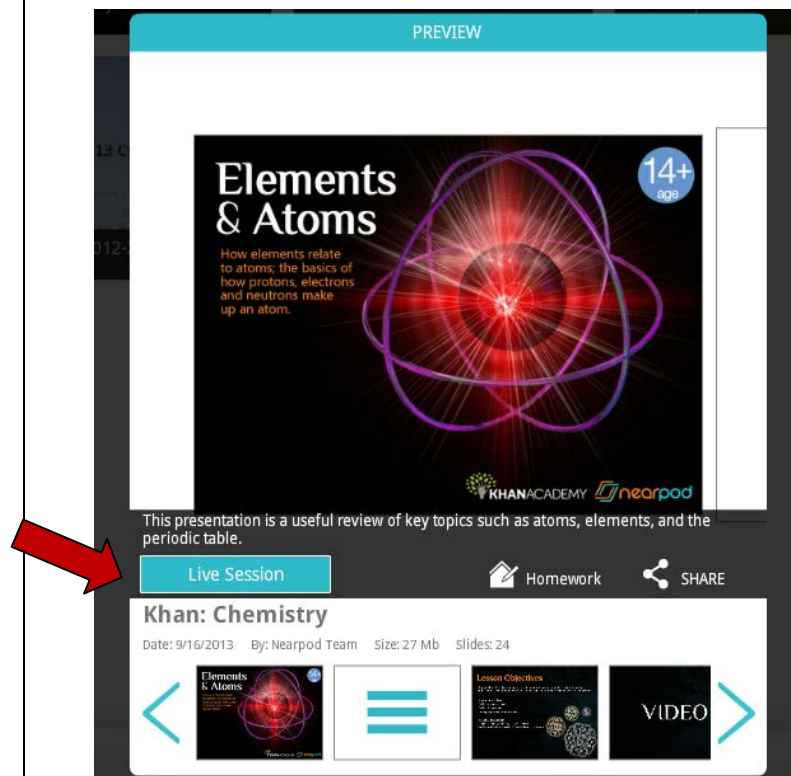 PREVIEW
13 C
012-2
Elements
& Atoms
14+
age
How elements relate
to atoms; the basics of
how protons, electrons
and neutrons make
up an atom.
KHANACADEMY nearpod
This presentation is a useful review of key topics such as atoms, elements, and the
periodic table.
Live Session Homework SHARE
Khan: Chemistry
Date: 9/16/2013 By: Nearpod Team Size: 27 Mb Slides: 24
Elements
& Atoms
Lesson Objectives
VIDEO